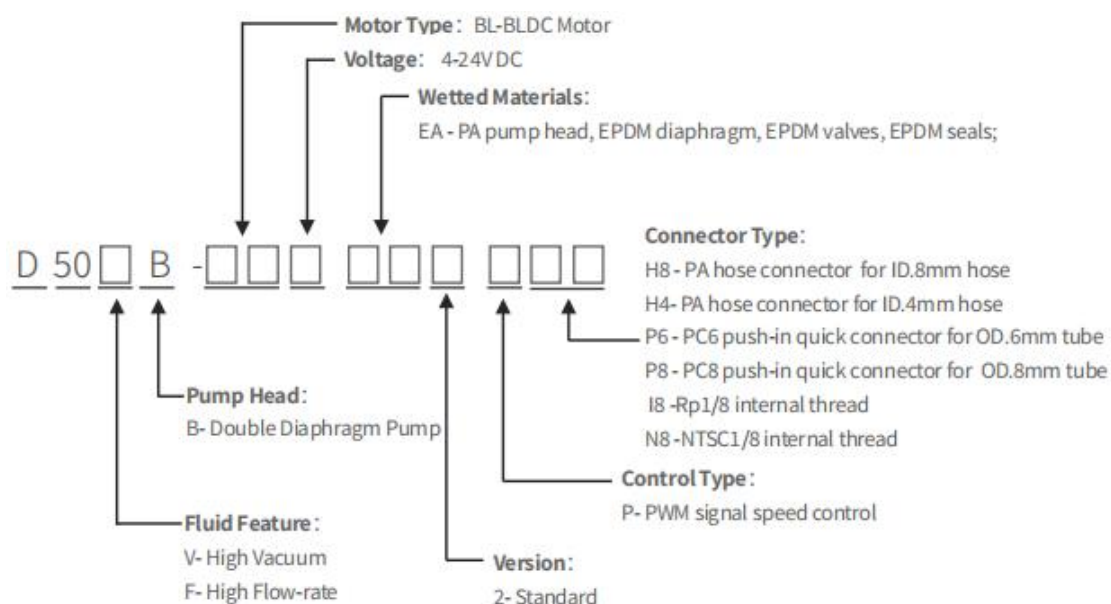 Motor Type: BL-BLDC Motor
Voltage: 4-24V DC
Wetted Materials:
EA - PA pump head, EPDM diaphragm, EPDM valves, EPDM seals;
D 50 □ B -□□□ □□□ □□□
Connector Type:
H8 - PA hose connector for ID.8mm hose
H4- PA hose connector for ID.4mm hose
P6 - PC6 push-in quick connector for OD.6mm tube
P8 - PC8 push-in quick connector for OD.8mm tube
I8 -Rp1/8 internal thread
N8 -NTSC1/8 internal thread
Pump Head:
B- Double Diaphragm Pump
Control Type:
P- PWM signal speed control
Fluid Feature:
V- High Vacuum
F- High Flow-rate
Version:
2- Standard